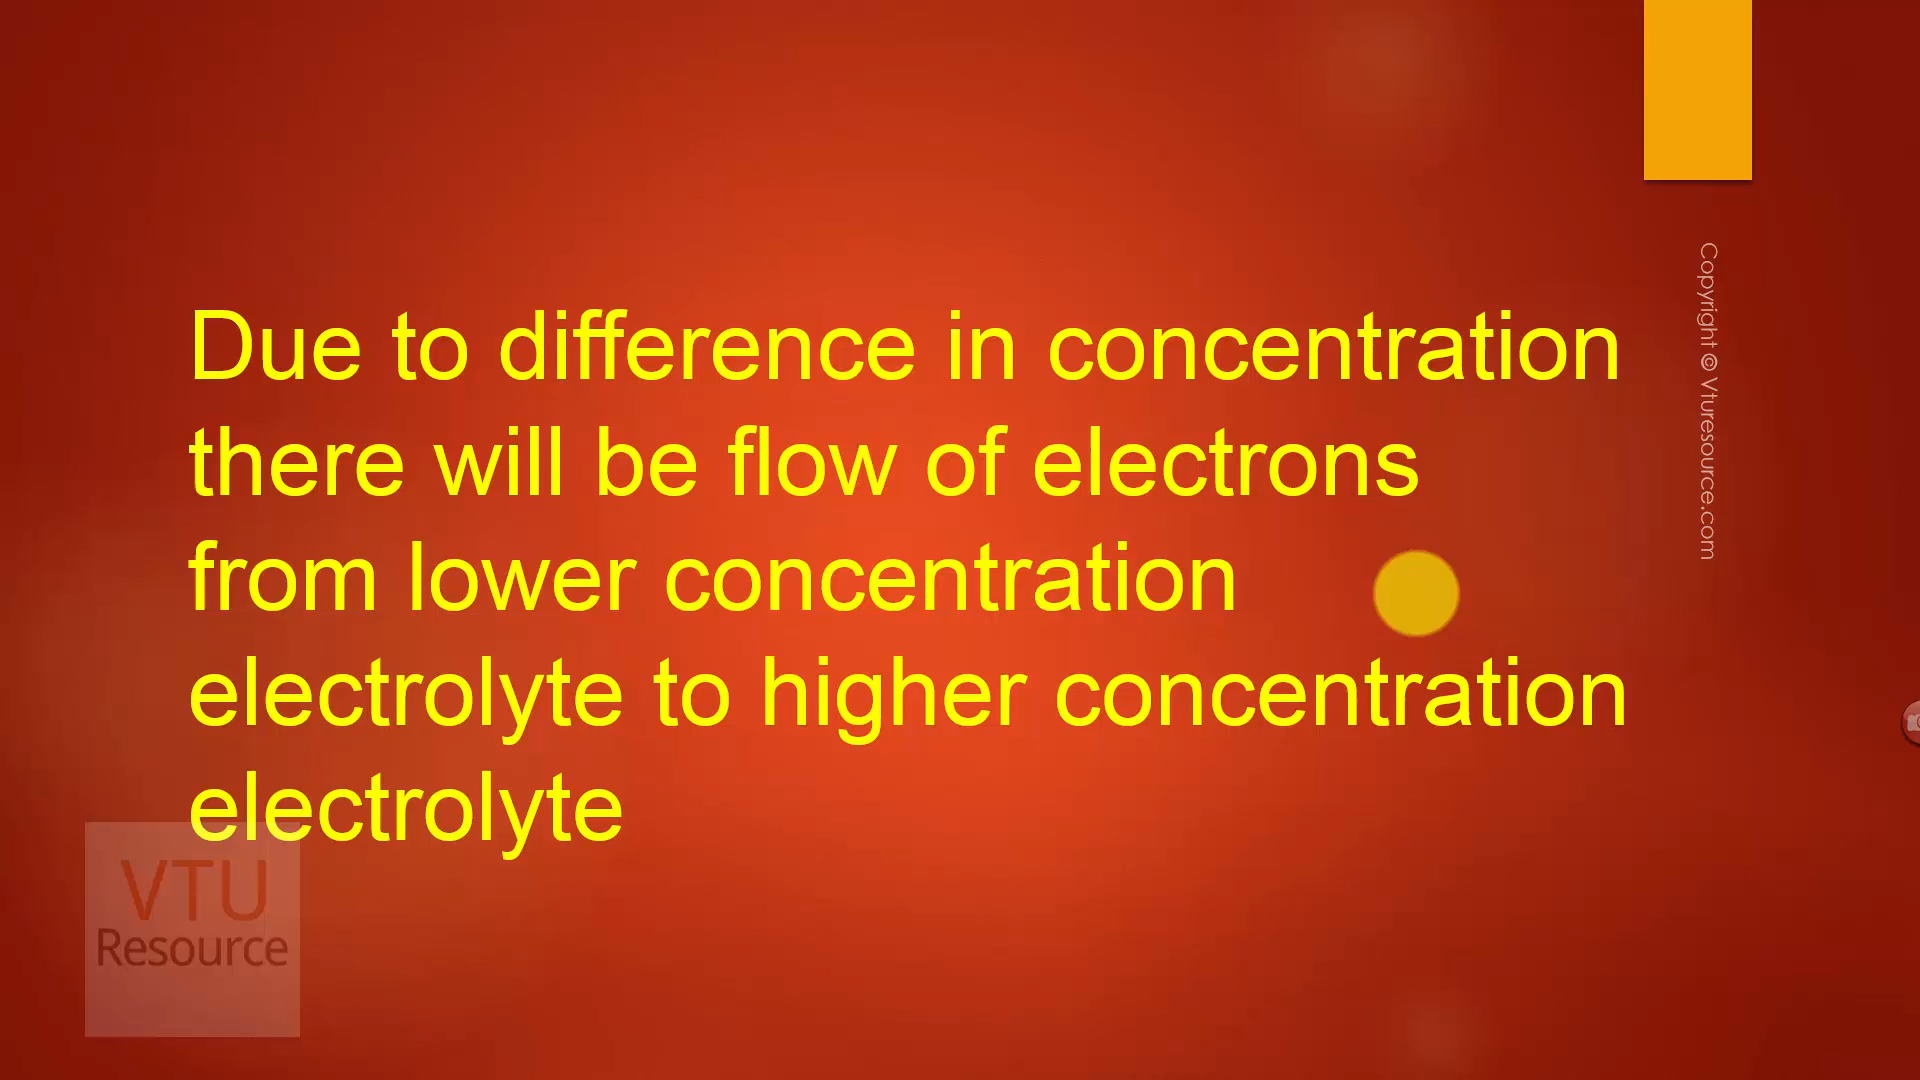 Due to difference in concentration
there will be flow of electrons
from lower concentration
electrolyte to higher concentration
electrolyte
Copyright © Vturesource.com
VTU
Resource